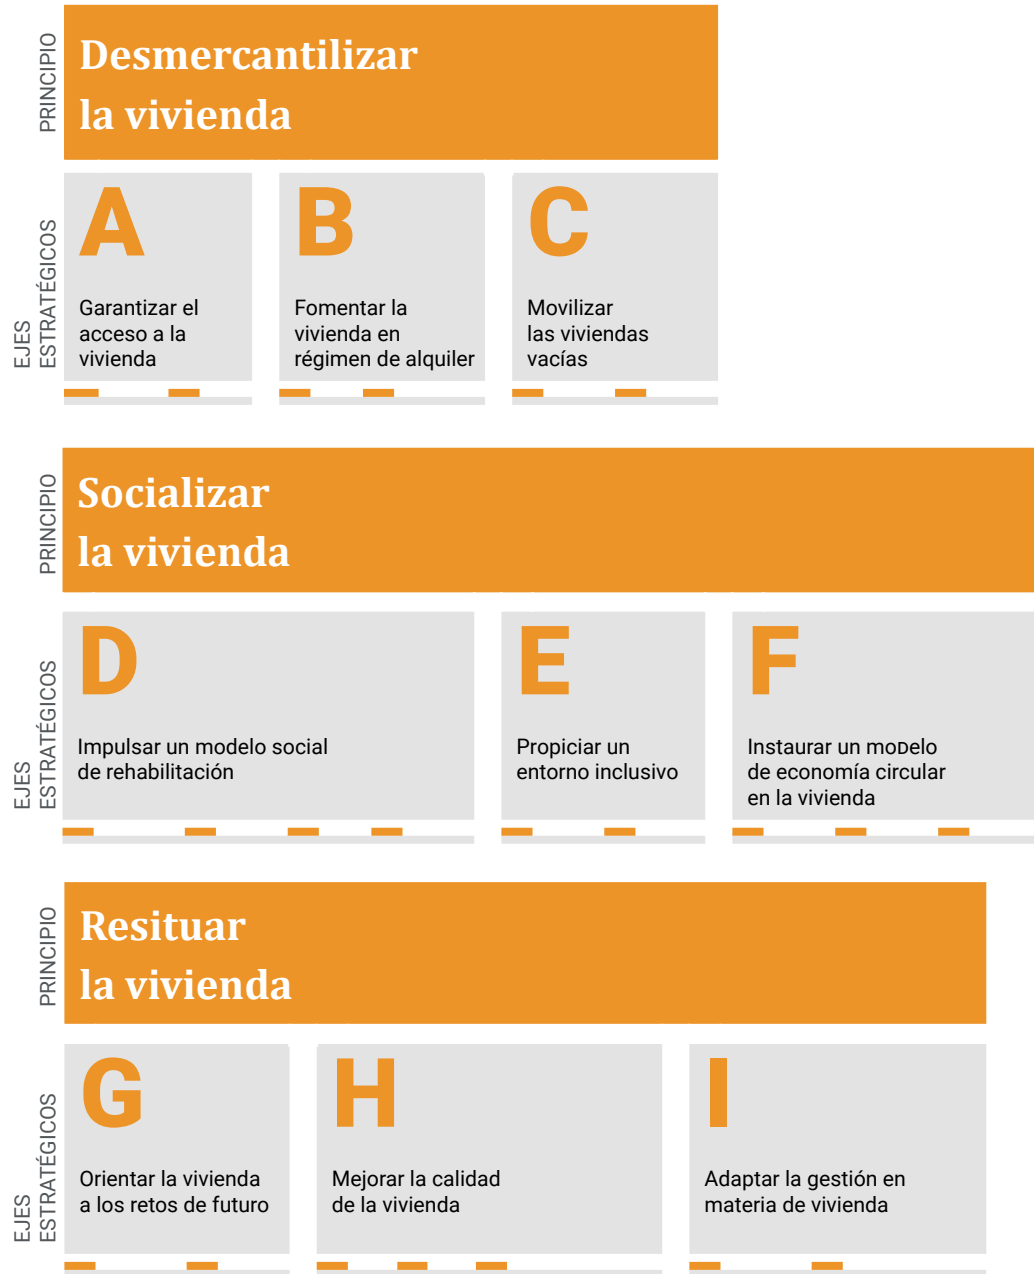 PRINCIPIO
Desmercantilizar
la vivienda
EJES
ESTRATÉGICOS
A
Garantizar el
acceso a la
vivienda
B
Fomentar la
vivienda en
régimen de alquiler
C
Movilizar
las viviendas
vacías
PRINCIPIO
Socializar
la vivienda
EJES
ESTRATÉGICOS
D
Impulsar un modelo social
de rehabilitación
E
Propiciar un
entorno inclusivo
F
Instaurar un moDelo
de economía circular
en la vivienda
PRINCIPIO
Resituar
la vivienda
EJES
ESTRATÉGICOS
G
Orientar la vivienda
a los retos de futuro
H
Mejorar la calidad
de la vivienda
I
Adaptar la gestión en
materia de vivienda